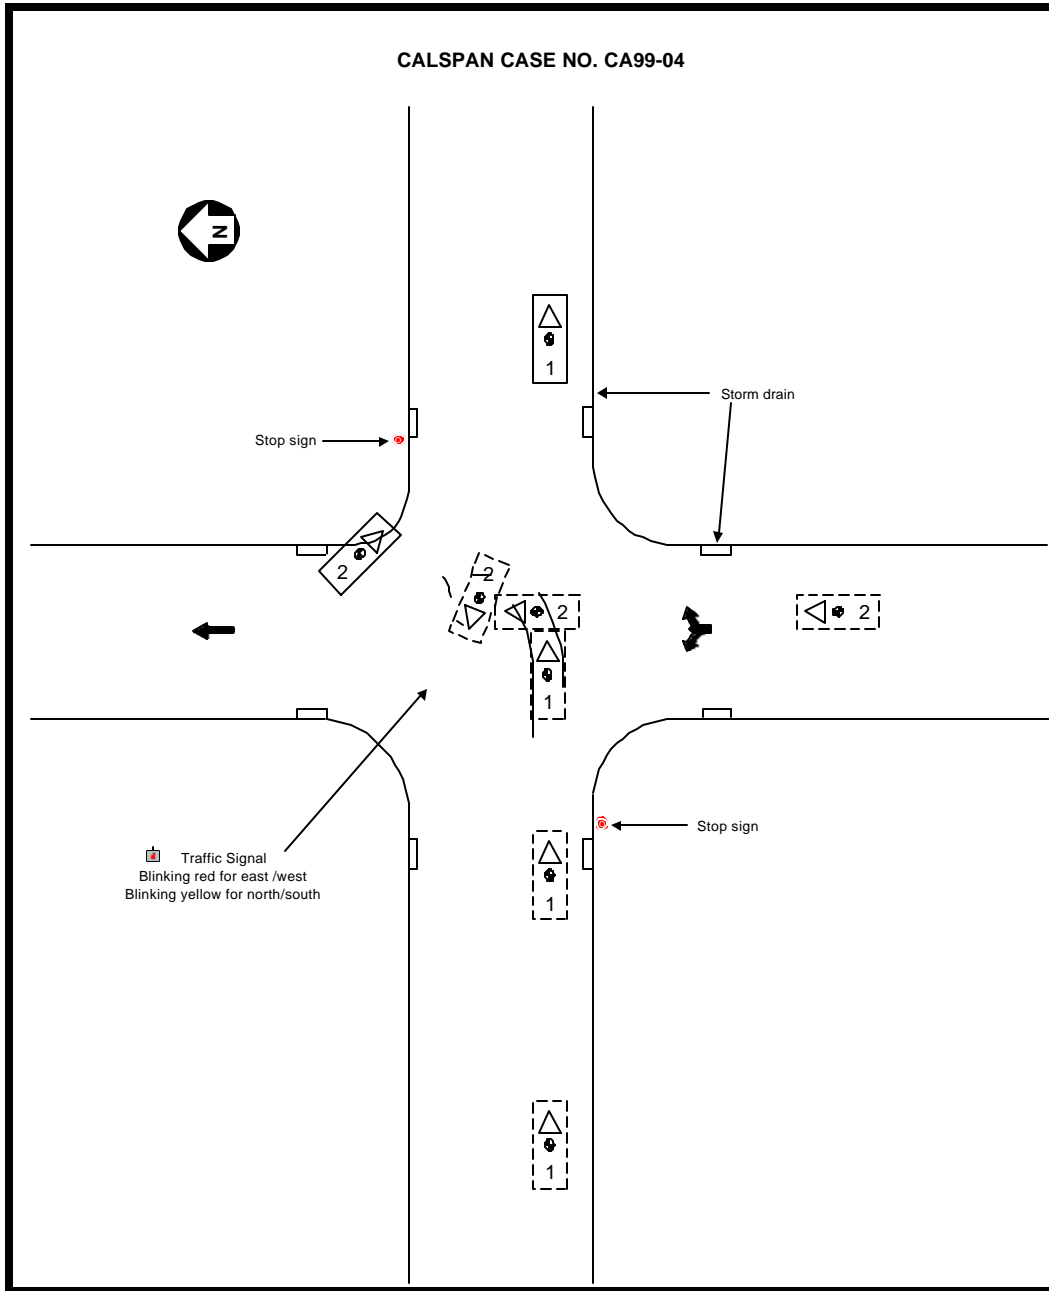 CALSPAN CASE NO. CA99-04
N
1
Storm drain
Stop sign
2
2
2
2
1
Stop sign
Traffic Signal
Blinking red for east /west
Blinking yellow for north/south
1
1